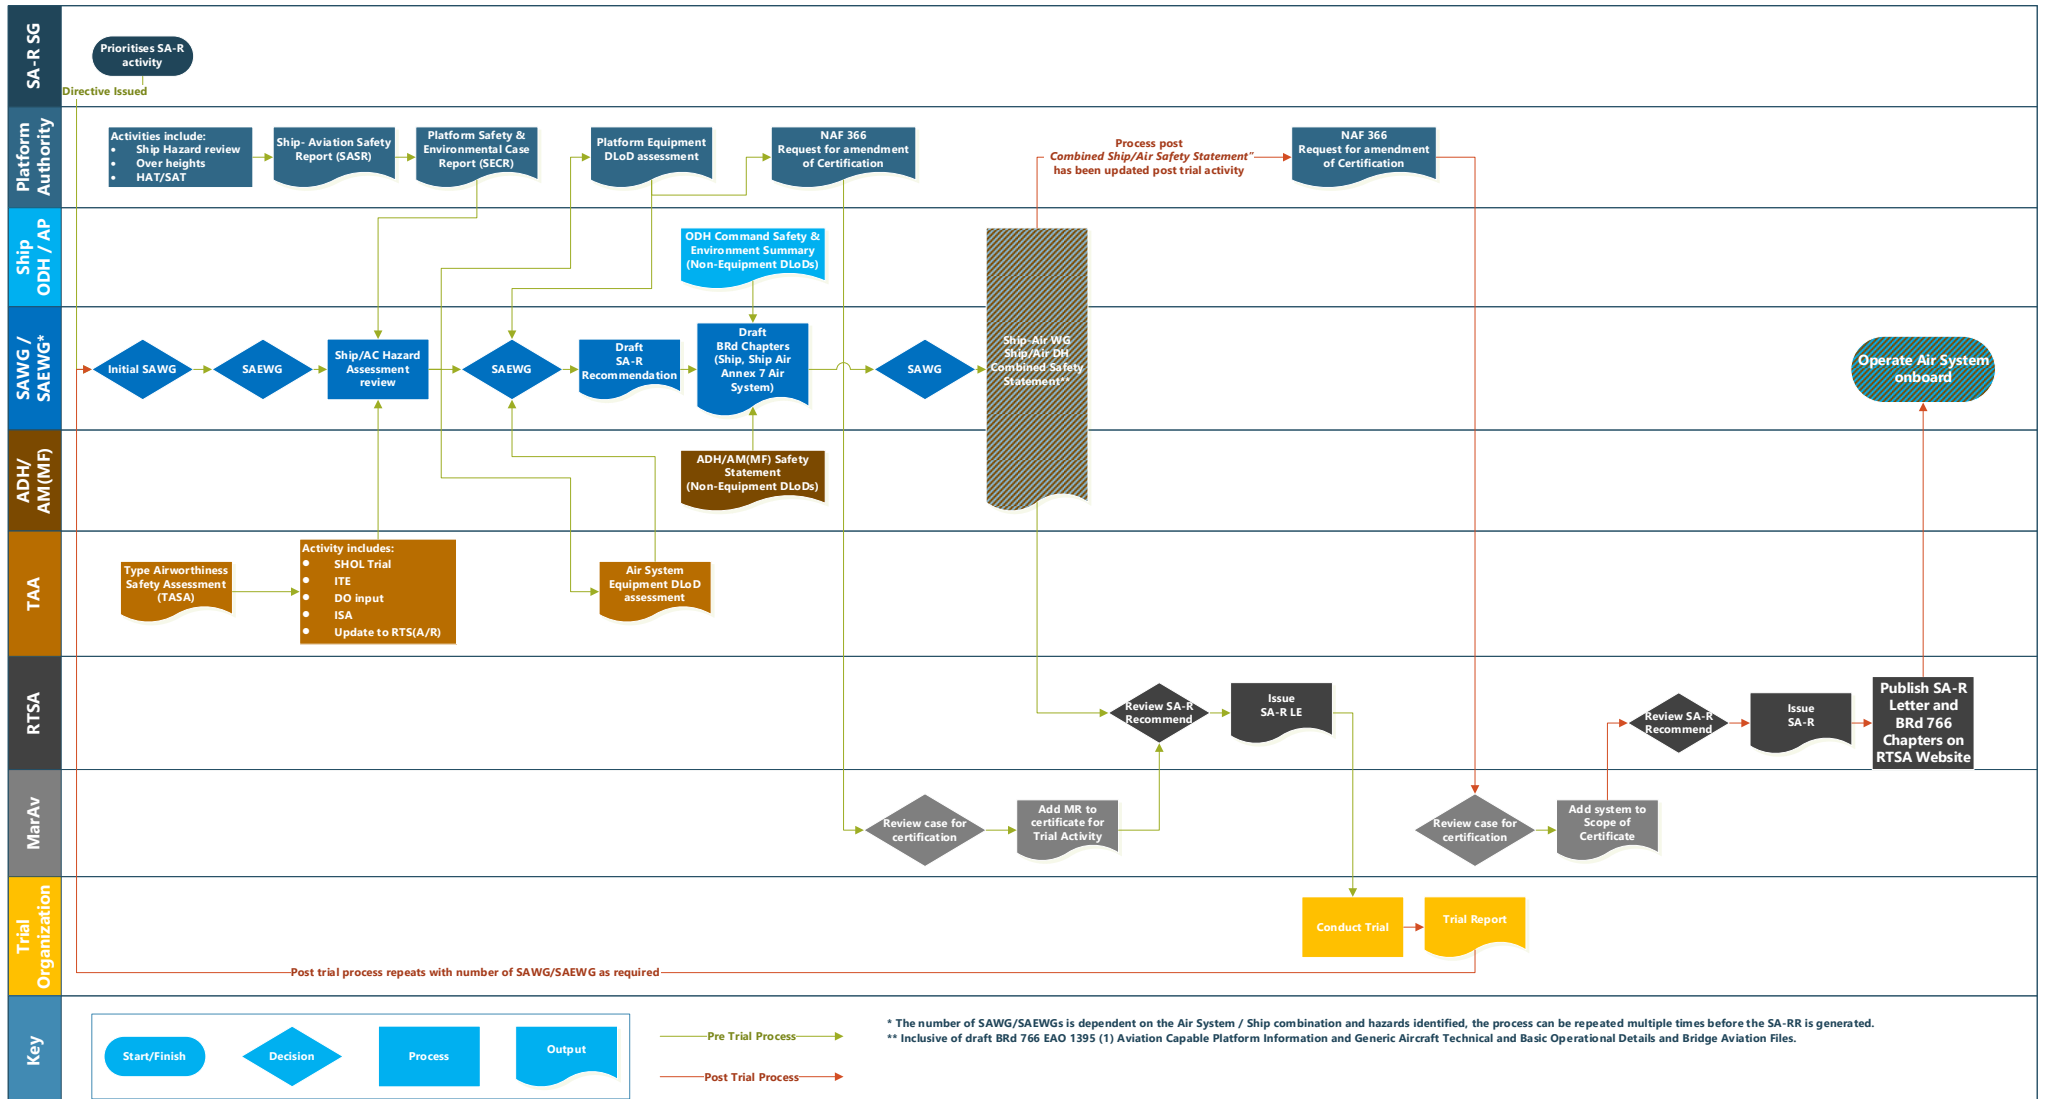 SA-R SG
Prioritises SA-R
activity
Directive Issued
Platform
Authority
Activities include:
• Ship Hazard review
• Over heights
• HAT/SAT
Ship- Aviation Safety
Report (SASR)
Platform Safety &
Environmental Case
Report (SECR)
Platform Equipment
DLoD assessment
NAF 366
Request for amendment
of Certification
Process post
Combined Ship/Air Safety Statement"
has been updated post trial activity
NAF 366
Request for amendment
of Certification
Ship
ODH / AP
ODH Command Safety &
Environment Summary
(Non-Equipment DLoDs)
SAWG /
SAEWG*
Initial SAWG
SAEWG
Ship/AC Hazard
Assessment
review
SAEWG
Draft
SA-R
Recommendation
Draft
BRd Chapters
(Ship, Ship Air
Annex 7 Air
System)
SAWG
Ship-Air WG
Ship/Air DH
Combined Safety
Statement**
Operate Air System
onboard
ADH/
AM(MF)
ADH/AM(MF) Safety
Statement
(Non-Equipment DLoDs)
TAA
Type Airworthiness
Safety Assessment
(TASA)
Activity includes:
• SHOL Trial
• ITE
• DO input
• ISA
• Update to RTS(A/R)
Air System
Equipment DLoD
assessment
RTSA
Review SA-R
Recommend
Issue
SA-R LE
Review SA-R
Recommend
Issue
SA-R
Publish SA-R
Letter and
BRd 766
Chapters on
RTSA Website
MarAv
Review case for
certification
Add MR to
certificate for
Trial Activity
Review case for
certification
Add system to
Scope of
Certificate
Trial
Organization
Conduct Trial
Trial Report
Post trial process repeats with number of SAWG/SAEWG as required
Key
Start/Finish
Decision
Process
Output
Pre Trial Process
Post Trial Process
* The number of SAWG/SAEWGs is dependent on the Air System / Ship combination and hazards identified, the process can be repeated multiple times before the SA-RR is generated.
** Inclusive of draft BRd 766 EAO 1395 (1) Aviation Capable Platform Information and Generic Aircraft Technical and Basic Operational Details and Bridge Aviation Files.